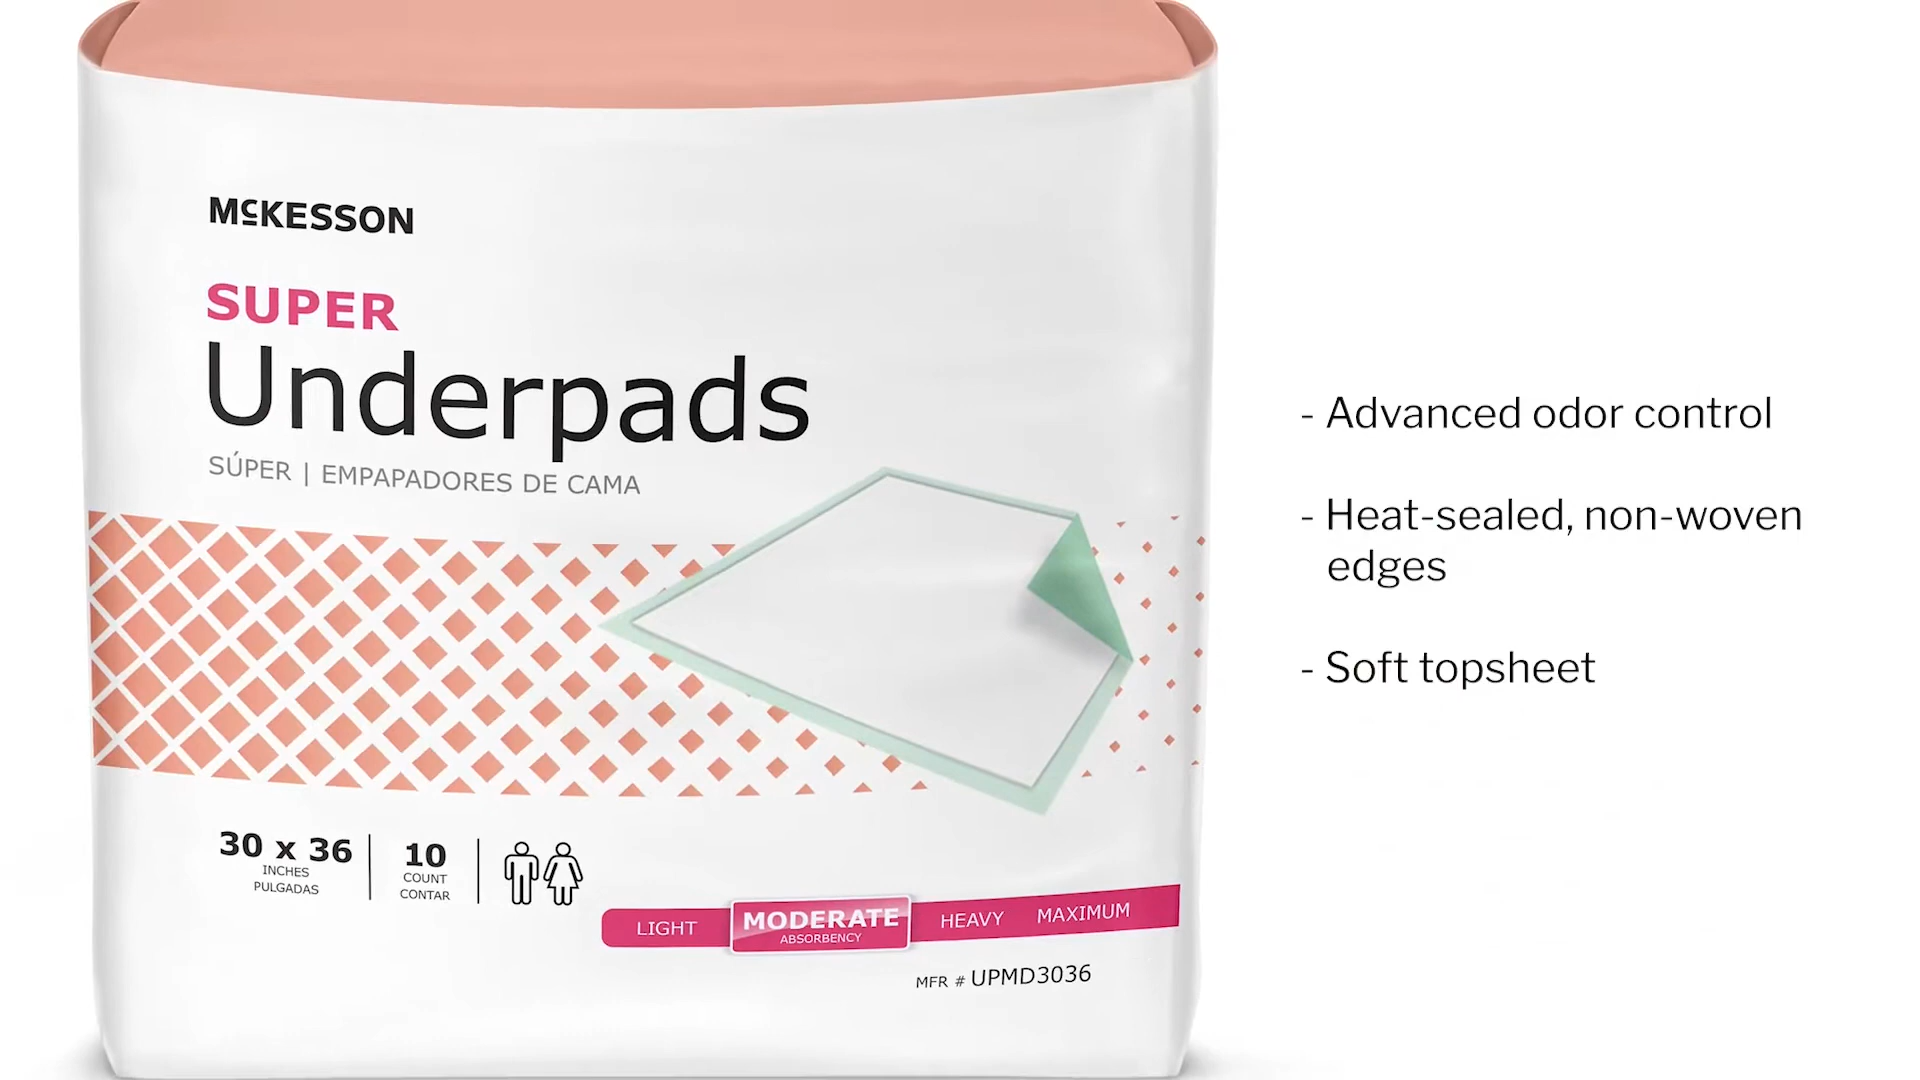 McKESSON
SUPER
Underpads
SÚPER | EMPAPADORES DE CAMA
30 x 36
INCHES
PULGADAS
10
COUNT
CONTAR
LIGHT
MODERATE
ABSORBENCY
HEAVY
MAXIMUM
MFR # UPMD3036
- Advanced odor control
- Heat-sealed, non-woven
edges
- Soft topsheet